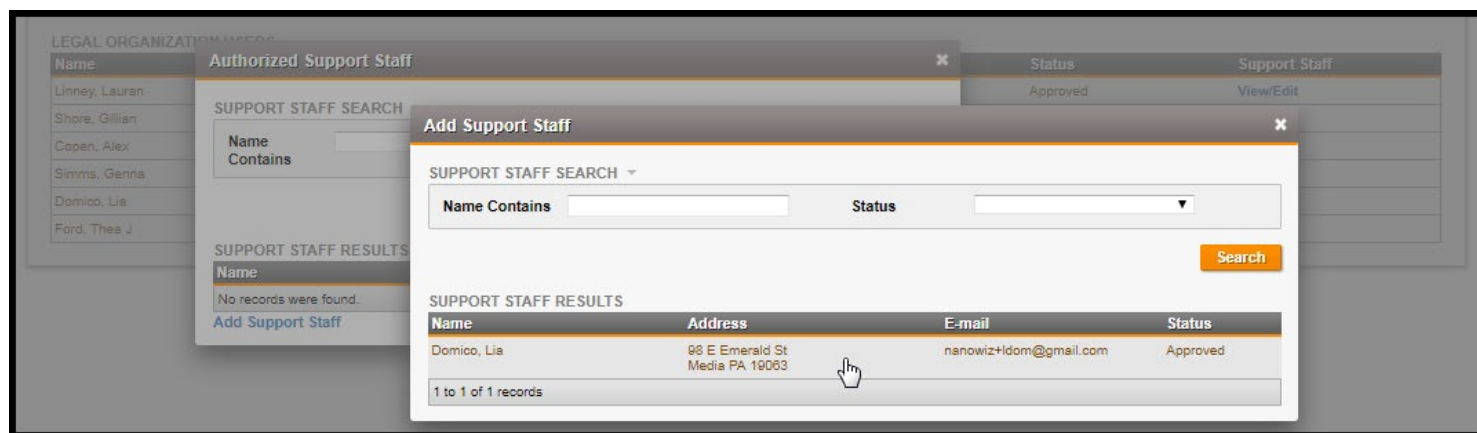 LEGAL ORGANIZATION USERS
Name Status Support Staff
Linney, Lauren Approved View/Edit
Shore, Gillian
Copen, Alex
Simms, Genna
Domico, Lia
Ford, Thea J
Authorized Support Staff
SUPPORT STAFF SEARCH
Name
Contains
SUPPORT STAFF RESULTS
Name
No records were found.
Add Support Staff
Add Support Staff
SUPPORT STAFF SEARCH
Name Contains Status
Search
SUPPORT STAFF RESULTS
Name Address E-mail Status
Domico, Lia 98 E Emerald St nanowiz+ldom@gmail.com Approved
Media PA 19063
1 to 1 of 1 records